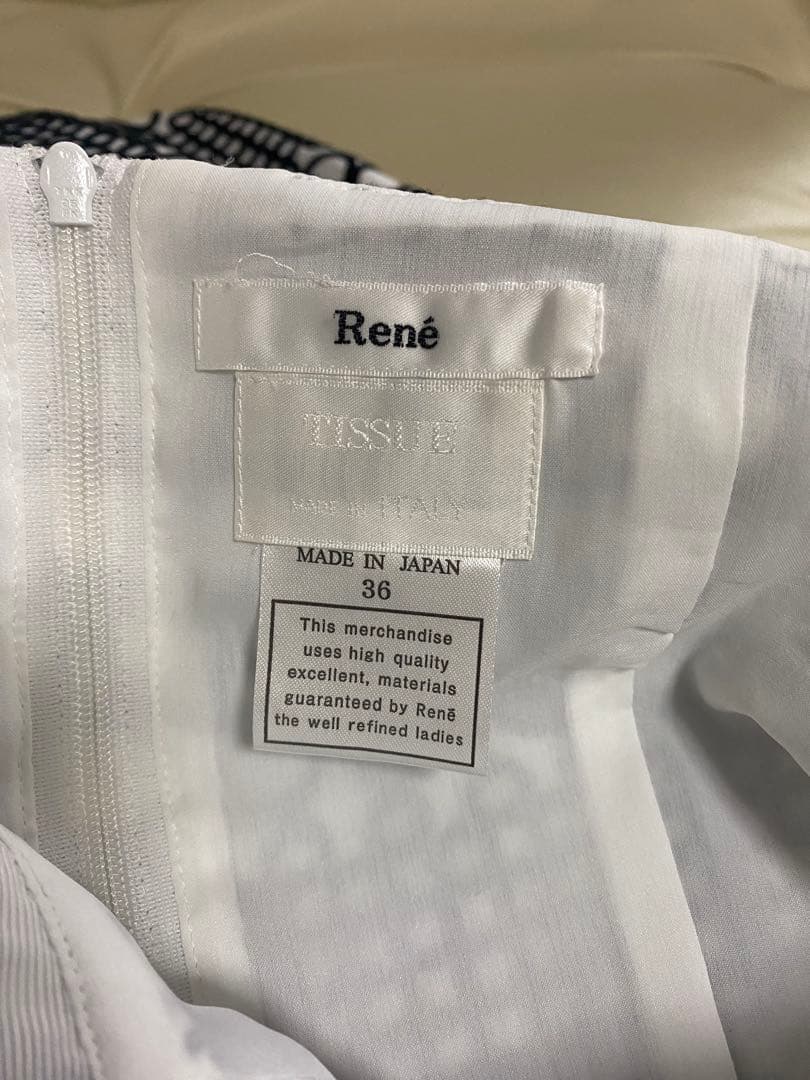 René
TISSUE
MADE IN ITALY
MADE IN JAPAN
36
This merchandise
uses high quality
excellent, materials
guaranteed by René
the well refined ladies